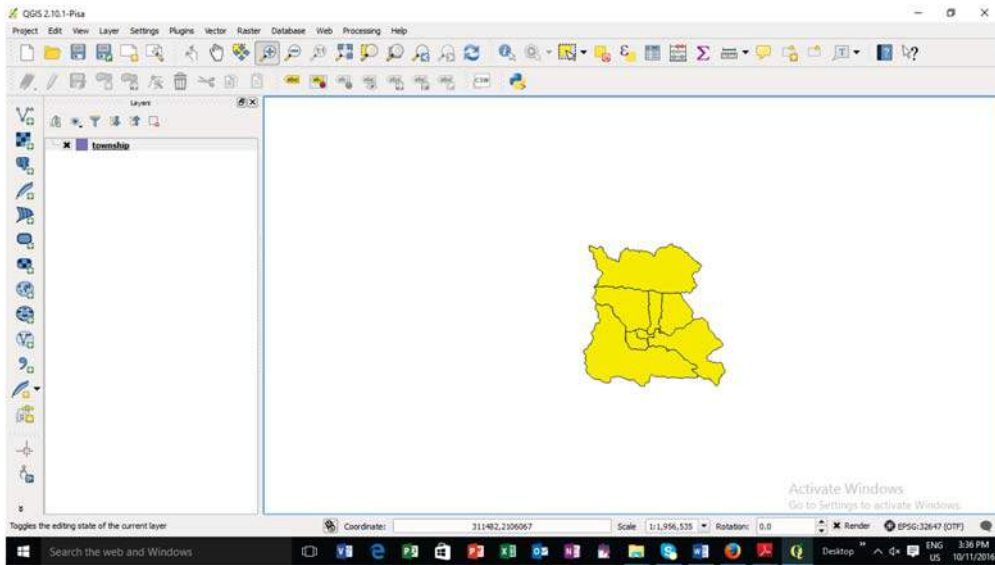 QGIS 2.10.1-Pisa
Project Edit View Layer Settings Plugins Vector Raster Database Web Processing Help
CSW
Layers
township
Activate Windows
Go to Settings to activate Windows.
Toggles the editing state of the current layer
Coordinate: 311482,2106067 Scale 1:1,956,535 Rotation: 0.0 Render EPSG:32647 (OTF)
Search the web and Windows
Desktop
ENG 3:36 PM
US 10/11/2016